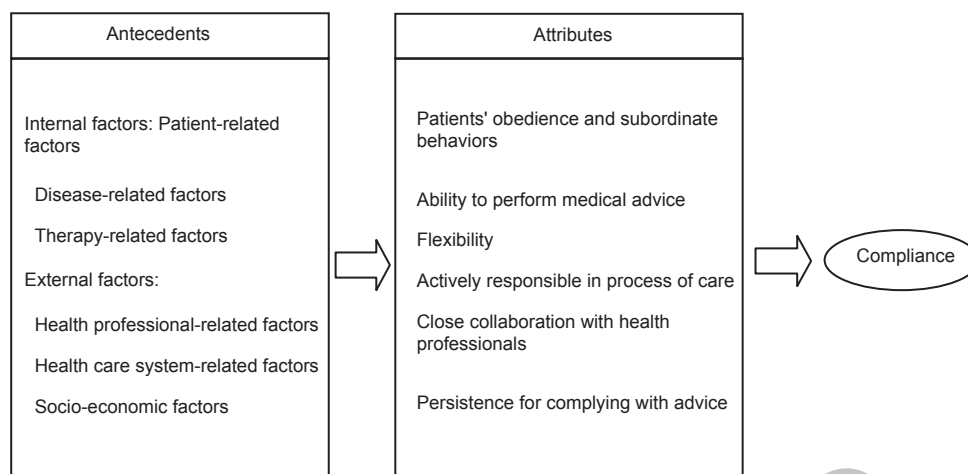 Antecedents
Internal factors: Patient-related
factors
Disease-related factors
Therapy-related factors
External factors:
Health professional-related factors
Health care system-related factors
Socio-economic factors
Attributes
Patients' obedience and subordinate
behaviors
Ability to perform medical advice
Flexibility
Actively responsible in process of care
Close collaboration with health
professionals
Persistence for complying with advice
Compliance